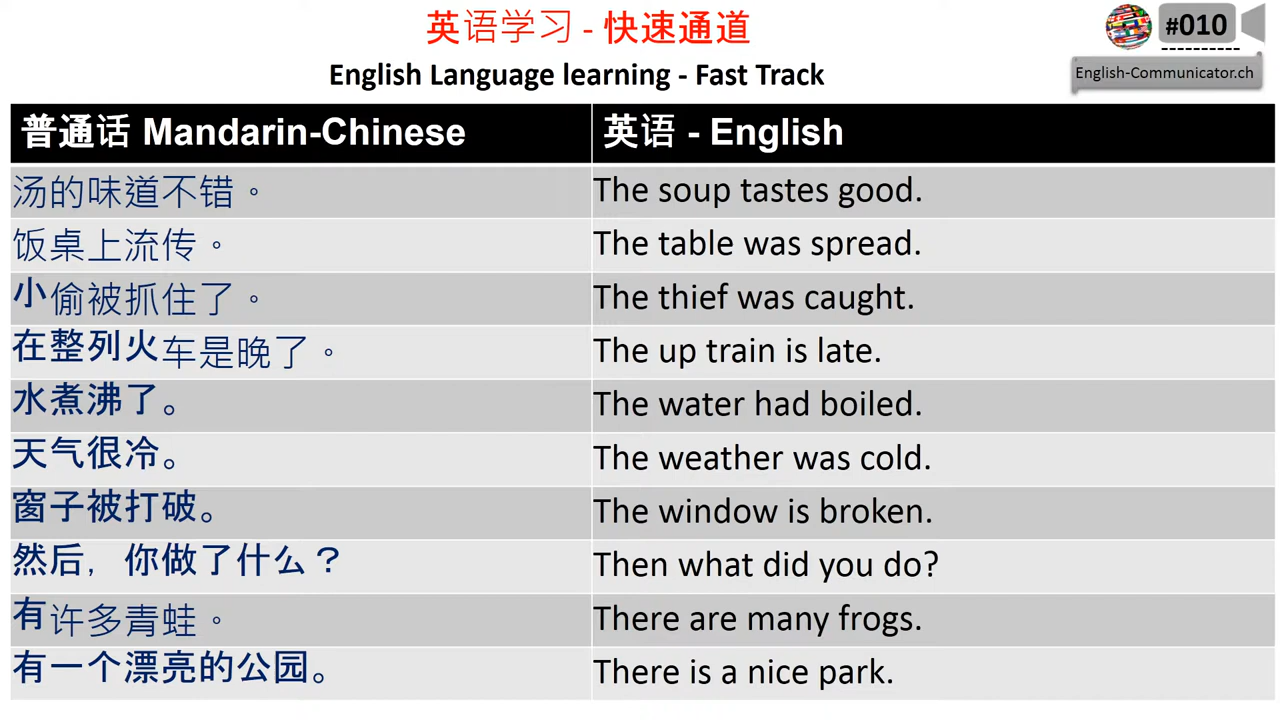 英语学习 - 快速通道
#010
English Language learning - Fast Track
English-Communicator.ch
普通话 Mandarin-Chinese
英语 - English
汤的味道不错。
The soup tastes good.
饭桌上流传。
The table was spread.
小偷被抓住了。
The thief was caught.
在整列火车是晚了。
The up train is late.
水煮沸了。
The water had boiled.
天气很冷。
The weather was cold.
窗子被打破。
The window is broken.
然后，你做了什么？
Then what did you do?
有许多青蛙。
There are many frogs.
有一个漂亮的公园。
There is a nice park.